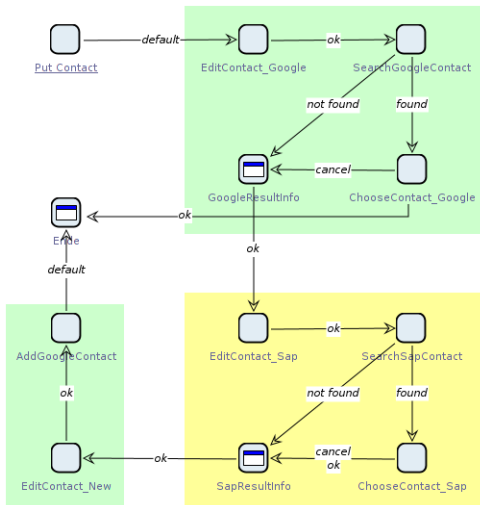 default
ok
Put Contact
EditContact_Google
SearchGoogleContact
not found
found
cancel
GoogleResultInfo
ChooseContact_Google
ok
Ende
ok
default
ok
AddGoogleContact
EditContact_Sap
SearchSapContact
ok
not found
found
cancel
ok
ok
EditContact_New
SapResultInfo
ChooseContact_Sap